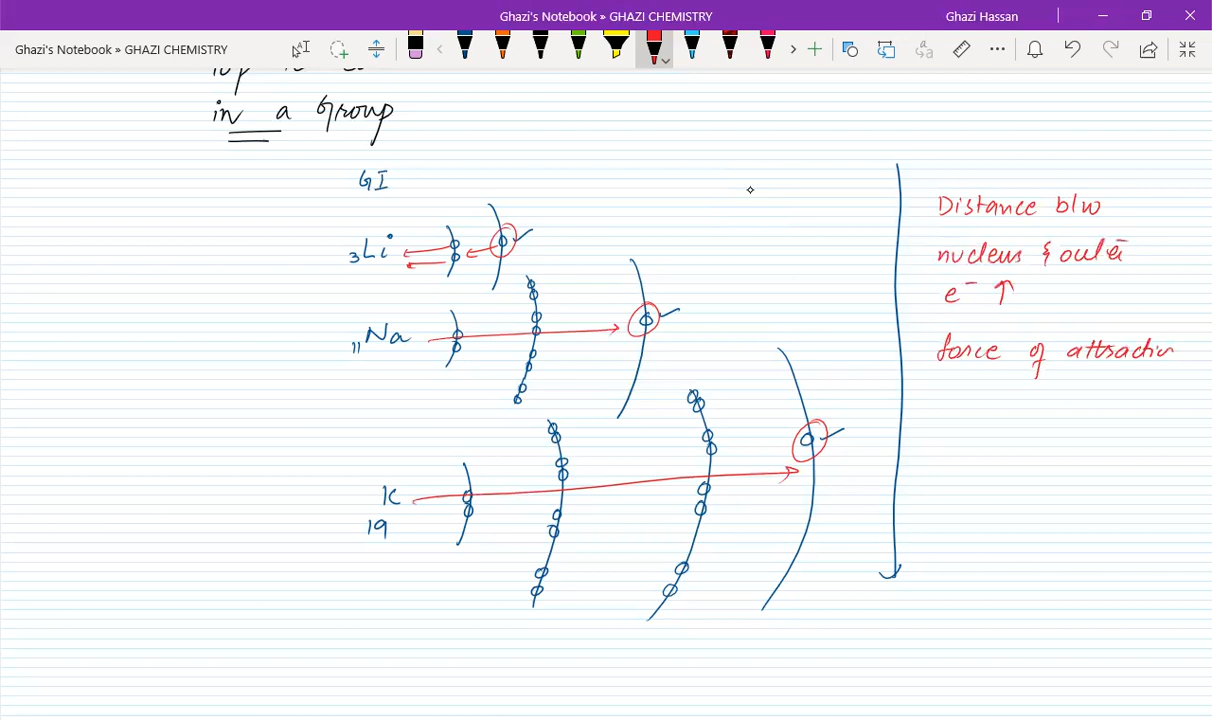 Ghazi's Notebook » GHAZI CHEMISTRY
Ghazi Hassan
Ghazi's Notebook » GHAZI CHEMISTRY
in a Group
GI
3Li
11Na
K
19
Distance b/w
nucleus & outer
e⁻ ↑
force of attraction